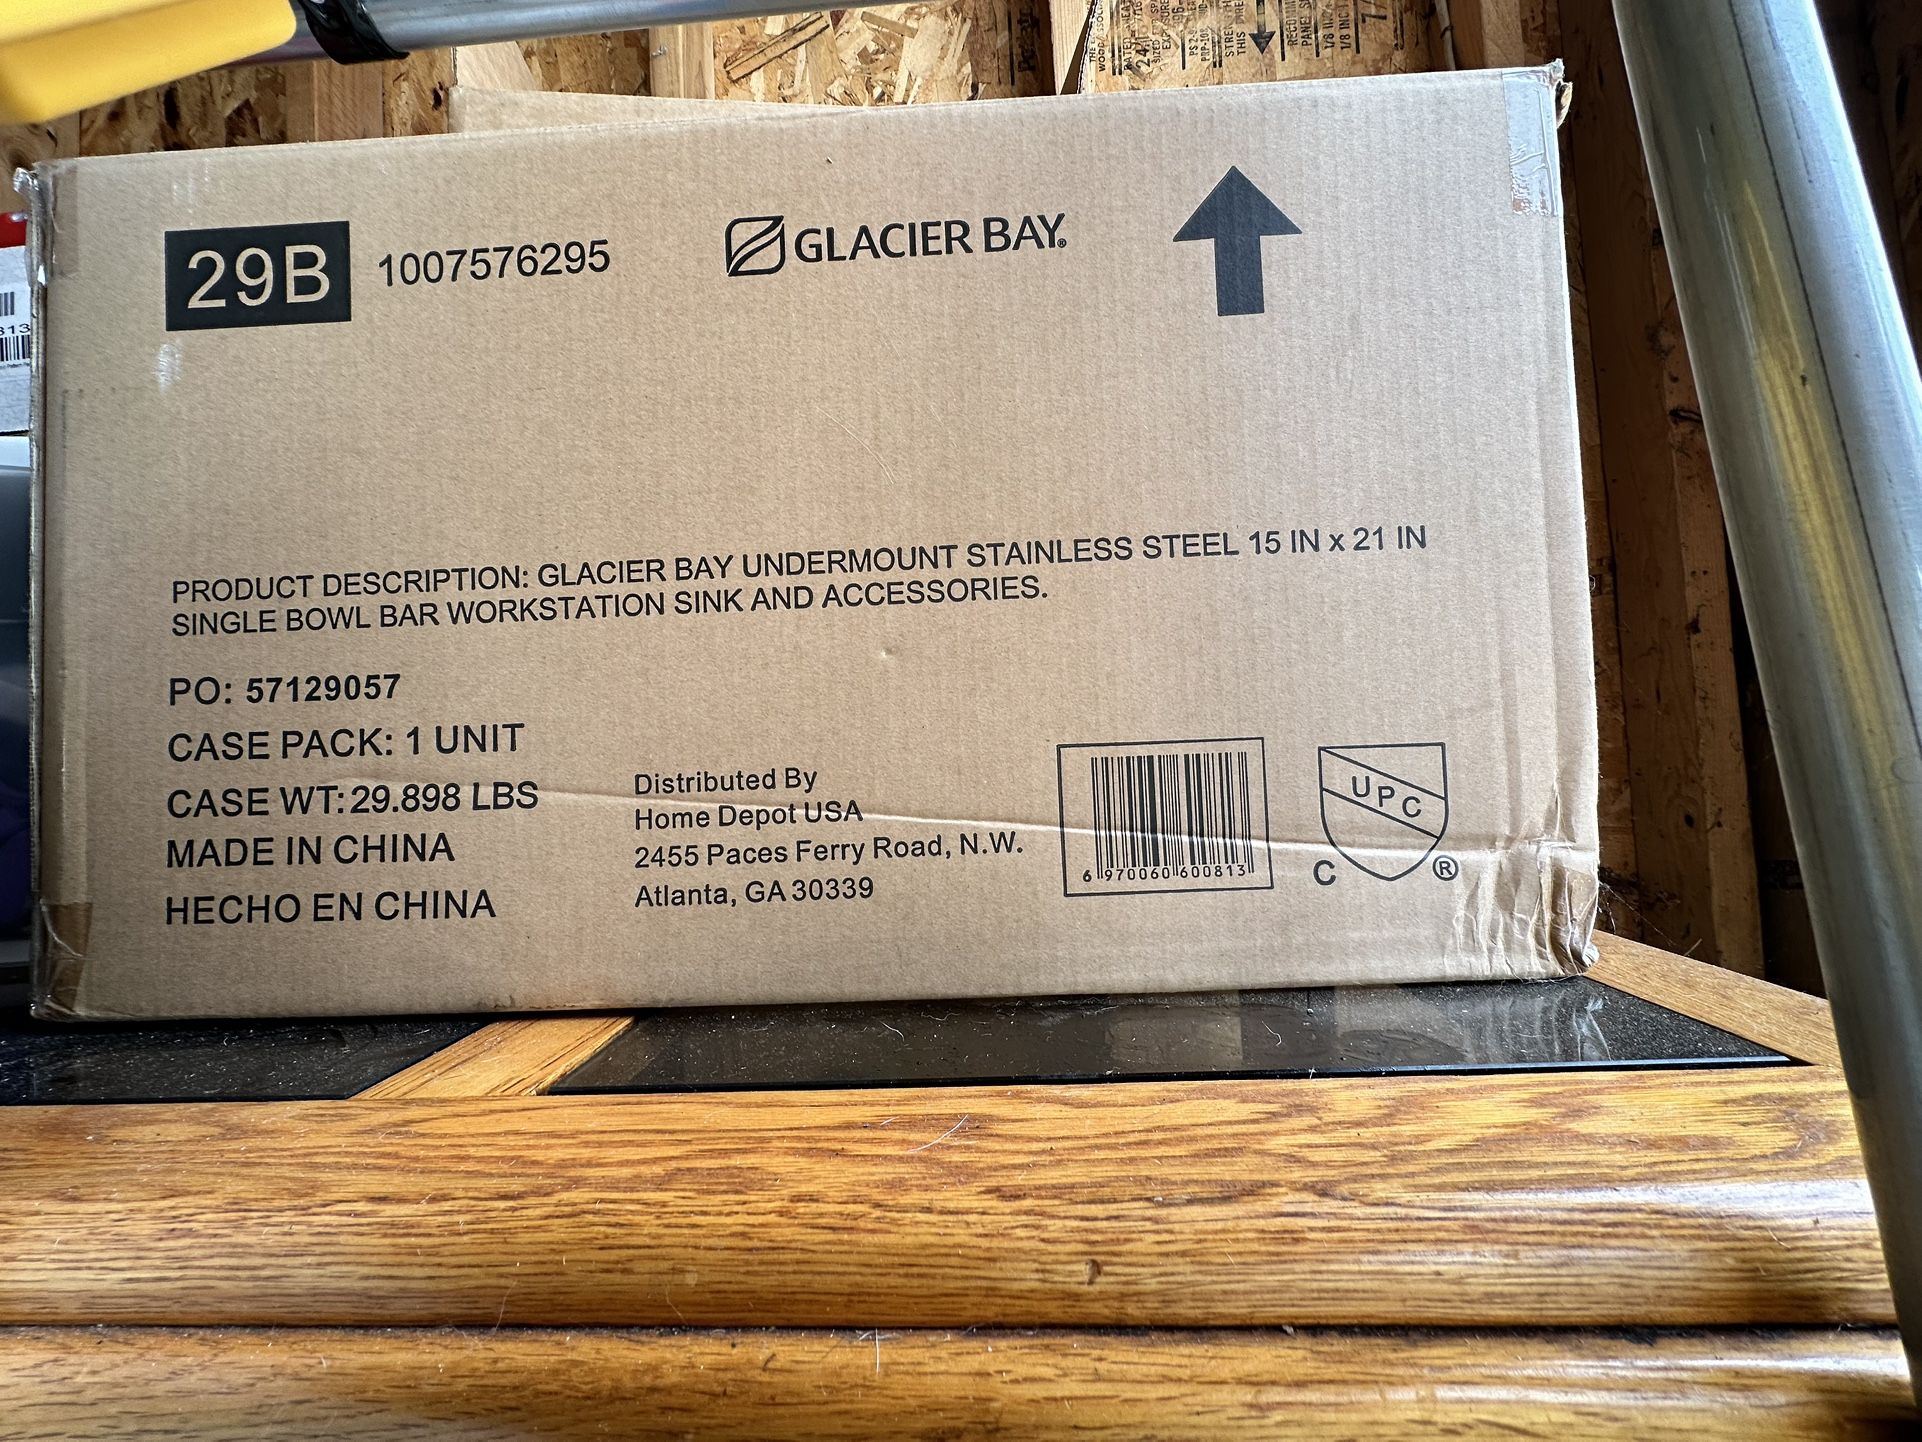 29B 1007576295 GLACIER BAY®
PRODUCT DESCRIPTION: GLACIER BAY UNDERMOUNT STAINLESS STEEL 15 IN x 21 IN
SINGLE BOWL BAR WORKSTATION SINK AND ACCESSORIES.
PO: 57129057
CASE PACK: 1 UNIT
CASE WT: 29.898 LBS
MADE IN CHINA
HECHO EN CHINA
Distributed By
Home Depot USA
2455 Paces Ferry Road, N.W.
Atlanta, GA 30339
6 970060 600813
UPC
C ®
313